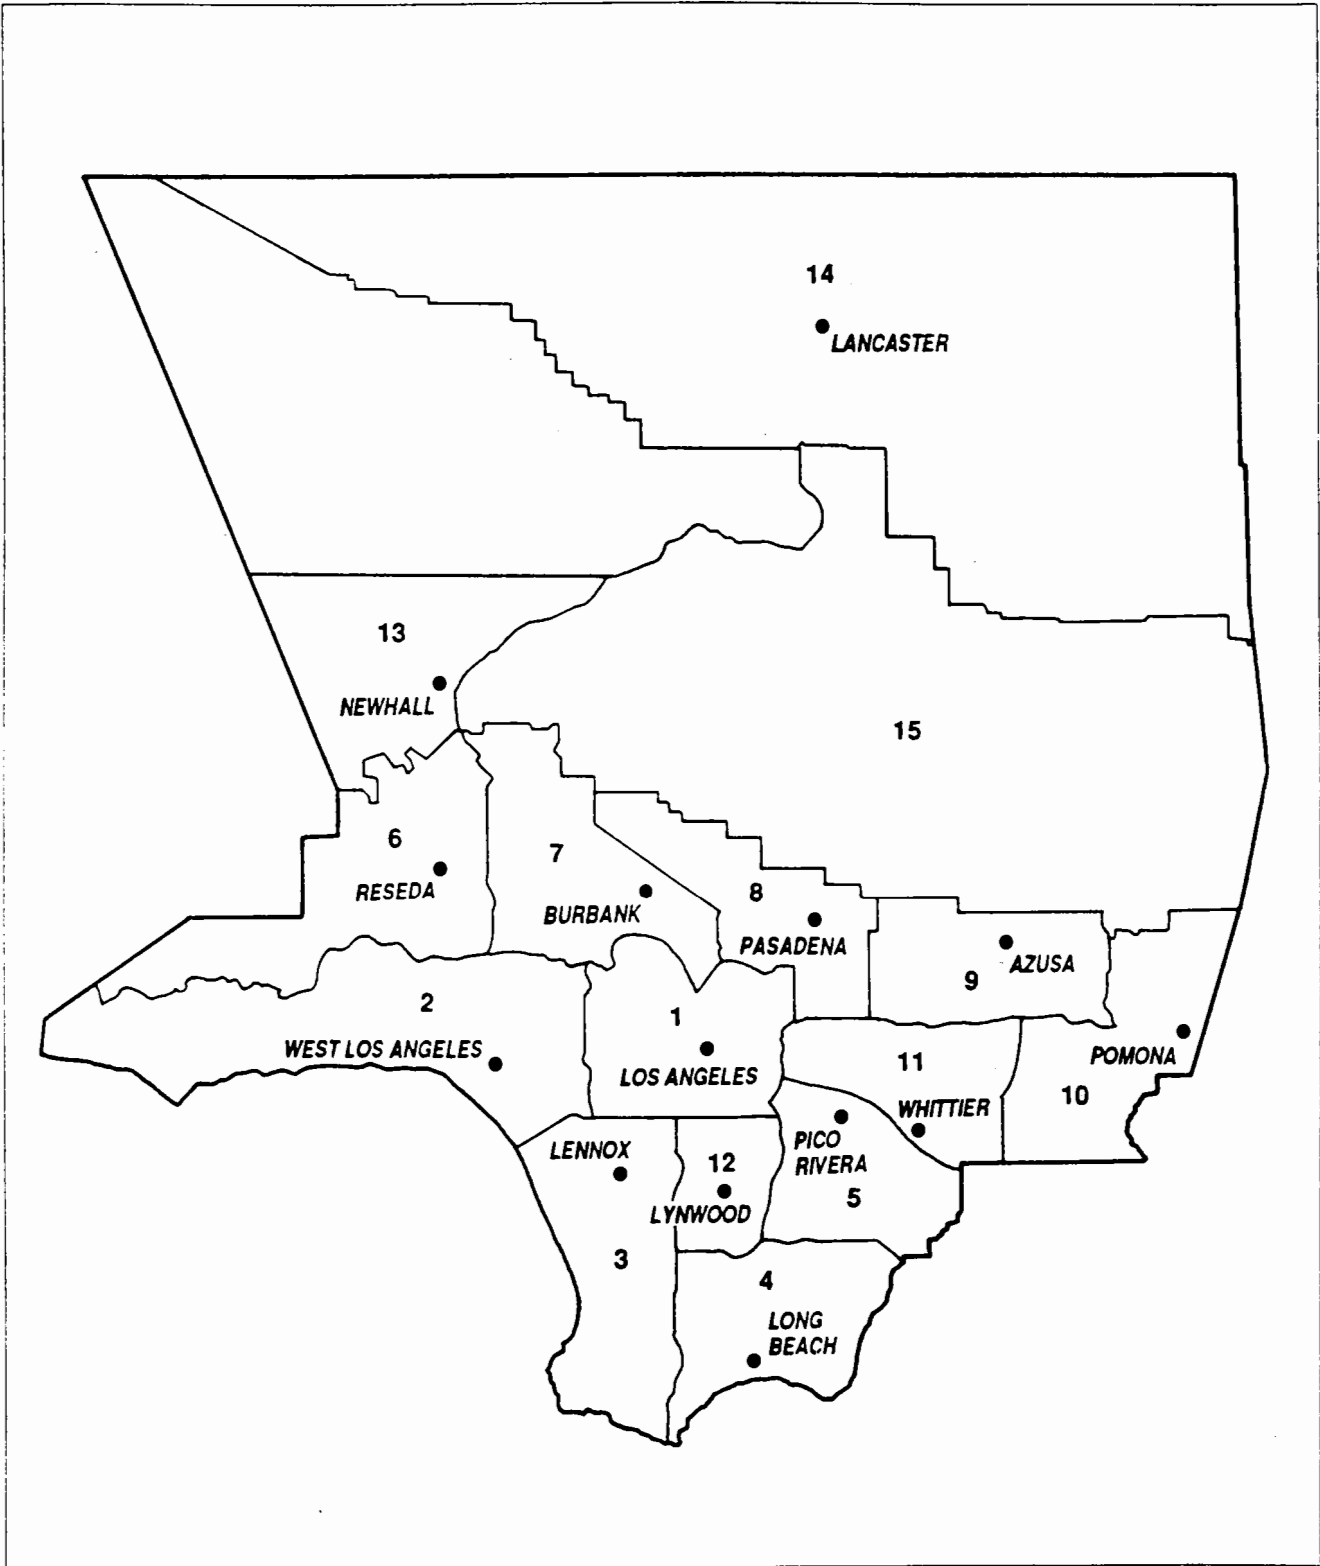 14
LANCASTER
13
NEWHALL
15
6
RESEDA
7
BURBANK
8
PASADENA
9
AZUSA
2
WEST LOS ANGELES
1
LOS ANGELES
11
WHITTIER
POMONA
10
LENNOX
3
12
LYNWOOD
PICO
RIVERA
5
4
LONG
BEACH